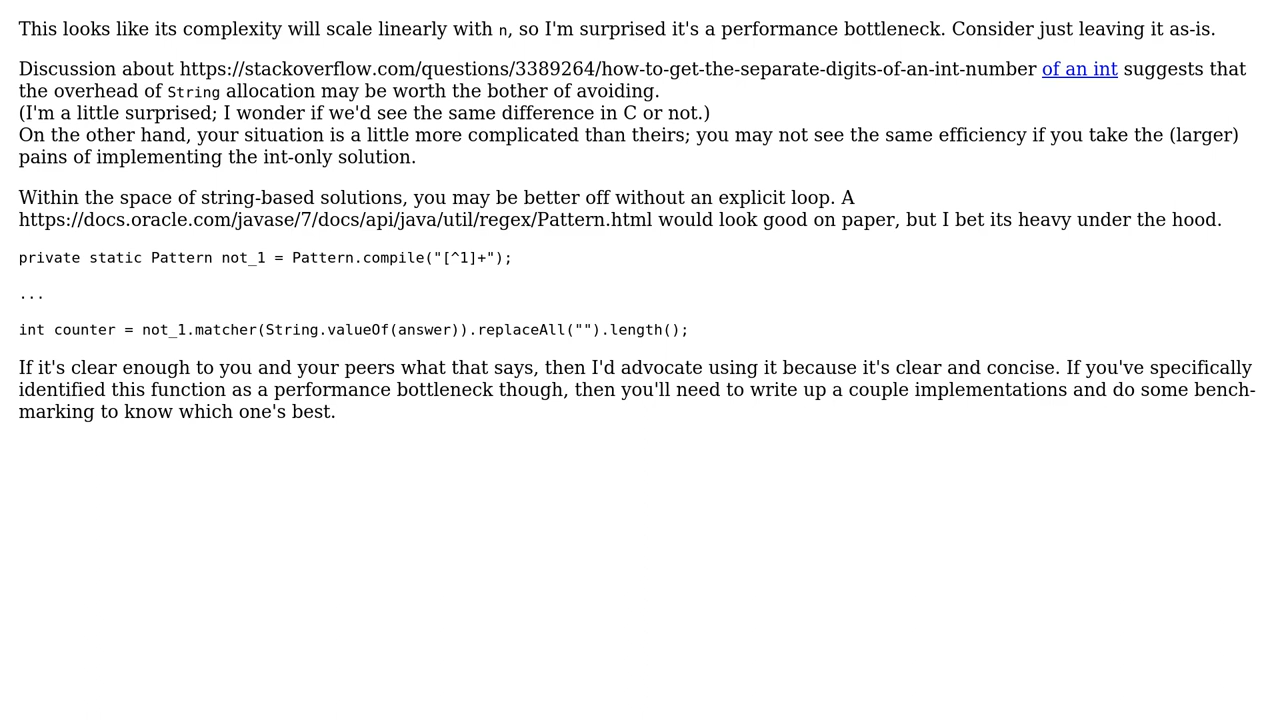 This looks like its complexity will scale linearly with n, so I'm surprised it's a performance bottleneck. Consider just leaving it as-is.
Discussion about https://stackoverflow.com/questions/3389264/how-to-get-the-separate-digits-of-an-int-number of an int suggests that
the overhead of String allocation may be worth the bother of avoiding.
(I'm a little surprised; I wonder if we'd see the same difference in C or not.)
On the other hand, your situation is a little more complicated than theirs; you may not see the same efficiency if you take the (larger)
pains of implementing the int-only solution.
Within the space of string-based solutions, you may be better off without an explicit loop. A
https://docs.oracle.com/javase/7/docs/api/java/util/regex/Pattern.html would look good on paper, but I bet its heavy under the hood.
private static Pattern not_1 = Pattern.compile("[^1]+");
...
int counter = not_1.matcher(String.valueOf(answer)).replaceAll("").length();
If it's clear enough to you and your peers what that says, then I'd advocate using it because it's clear and concise. If you've specifically
identified this function as a performance bottleneck though, then you'll need to write up a couple implementations and do some bench-
marking to know which one's best.